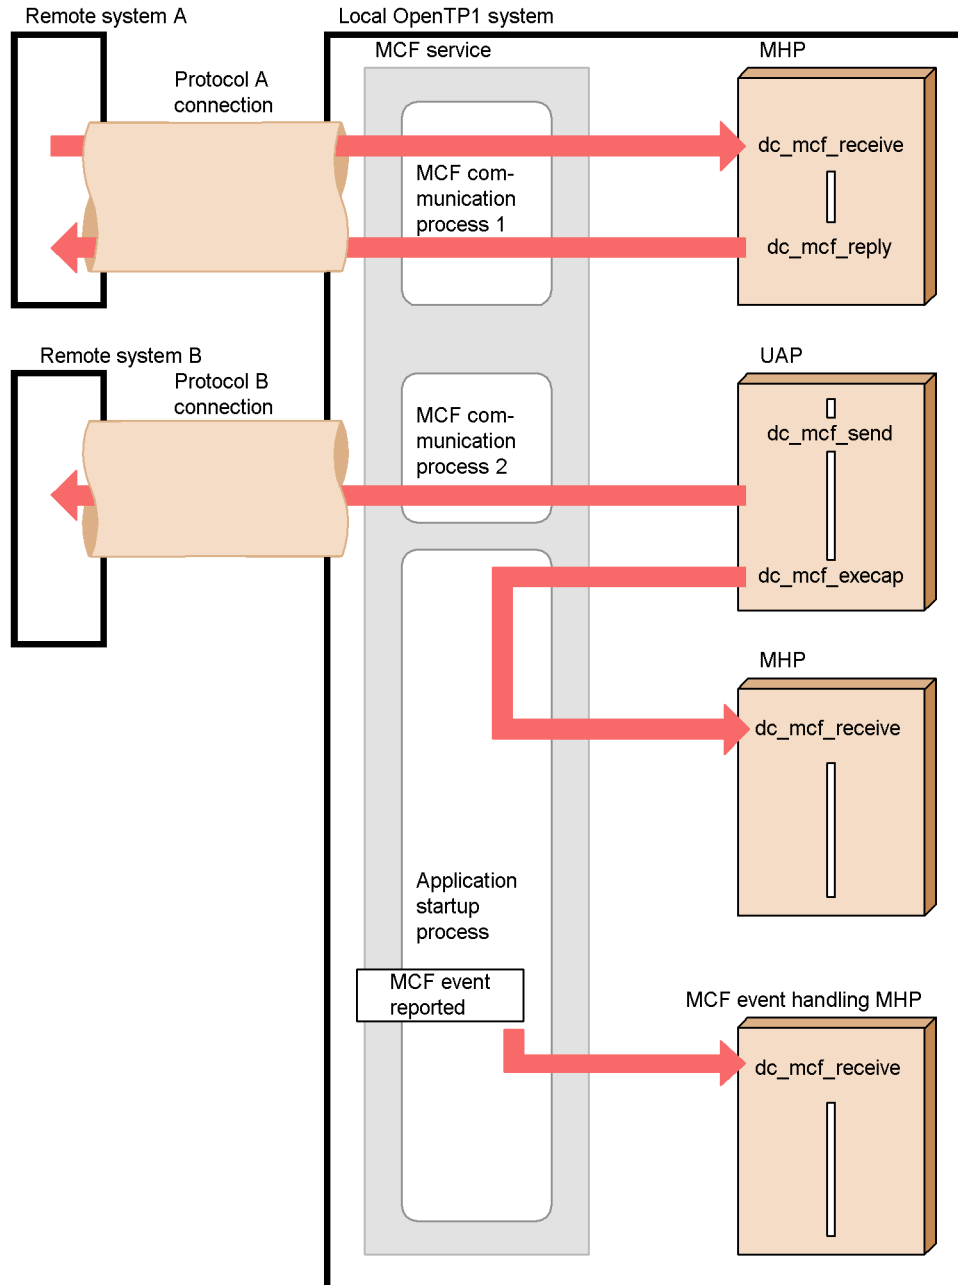 Remote system A
Local OpenTP1 system
MCF service
MHP
Protocol A
connection
dc_mcf_receive
MCF com-
munication
process 1
dc_mcf_reply
Remote system B
UAP
Protocol B
connection
MCF com-
munication
process 2
dc_mcf_send
dc_mcf_execap
MHP
dc_mcf_receive
Application
startup
process
MCF event
reported
MCF event handling MHP
dc_mcf_receive